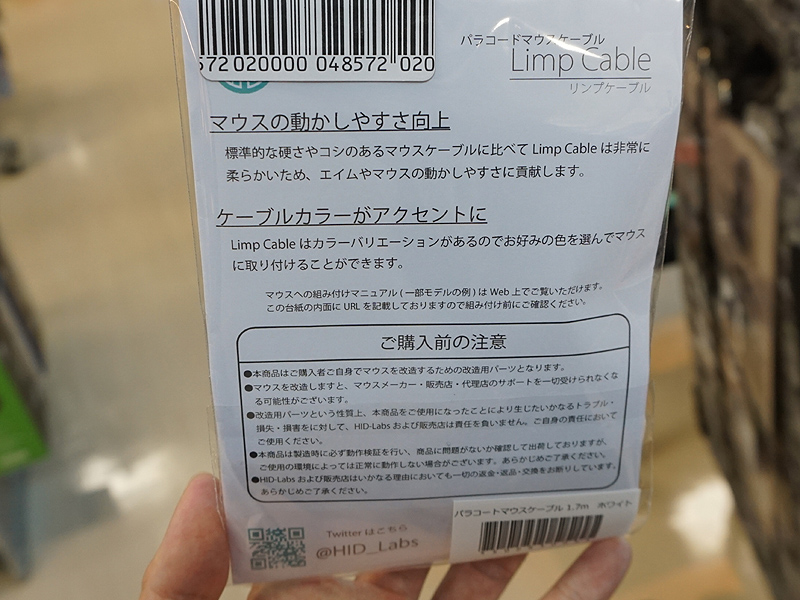 572 020000 048572 020
パラコードマウスケーブル
Limp Cable
リンプケーブル
マウスの動かしやすさ向上
標準的な硬さやコシのあるマウスケーブルに比べて Limp Cable は非常に
柔らかいため、エイムやマウスの動かしやすさに貢献します。
ケーブルカラーがアクセントに
Limp Cable はカラーバリエーションがあるのでお好みの色を選んでマウス
に取り付けることができます。
マウスへの組み付けマニュアル ( 一部モデルの例 ) は Web 上でご覧いただけます。
この台紙の内面に URL を記載しておりますので組み付け前にご確認ください。
ご購入前の注意
●本商品はご購入者ご自身でマウスを改造するための改造用パーツとなります。
●マウスを改造しますと、マウスメーカー・販売店・代理店のサポートを一切受けられなくな
る可能性がございます。
●改造用パーツという性質上、本商品をご使用になったことにより生じたいかなるトラブル・
損失・損害をに対して、HID-Labs および販売店は責任を負いません。ご自身の責任において
ご使用ください。
●本商品は製造時に必ず動作検証を行い、商品に問題がないか確認して出荷しておりますが、
ご使用の環境によっては正常に動作しない場合がございます。あらかじめご了承ください。
●HID-Labs および販売店はいかなる理由においても一切の返金・返品・交換をお断りしています。
あらかじめご了承ください。
Twitter はこちら
@HID_Labs
パラコートマウスケーブル 1.7m ホワイト